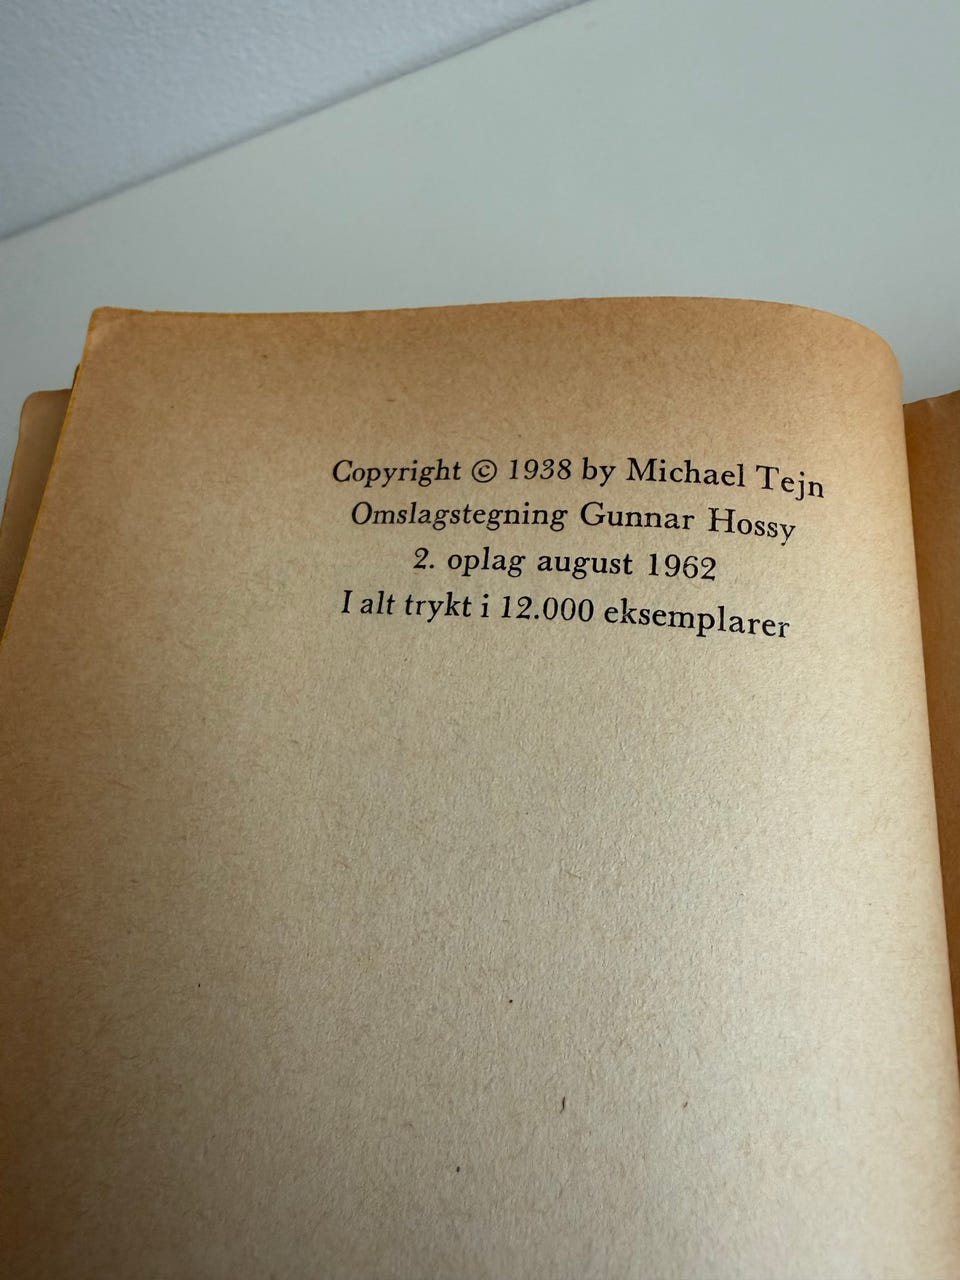 Copyright © 1938 by Michael Tejn
Omslagstegning Gunnar Hossy
2. oplag august 1962
I alt trykt i 12.000 eksemplarer